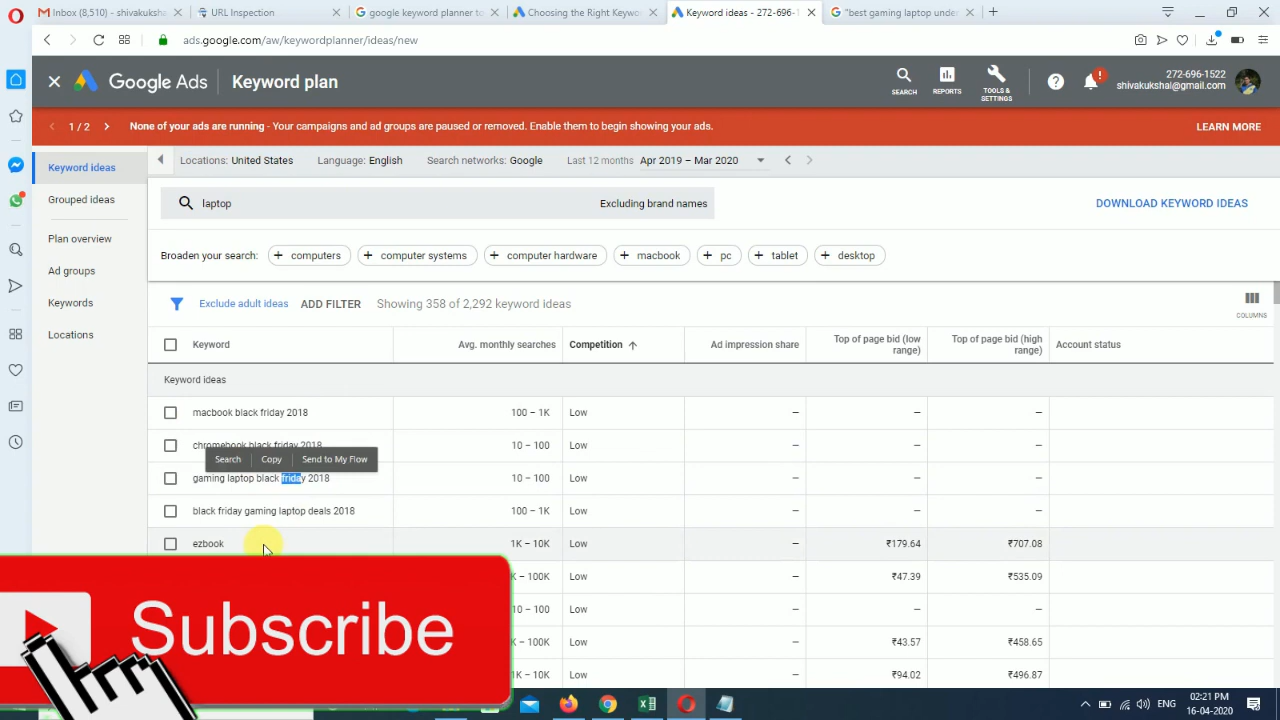 Inbox (8,510) - shivakuksha
URL Inspection
google keyword planner to
Choosing the Right Keywo
Keyword ideas - 272-696-1
"best gaming laptop unde
ads.google.com/aw/keywordplanner/ideas/new
Google Ads
Keyword plan
SEARCH
REPORTS
TOOLS & SETTINGS
272-696-1522
shivakukshal@gmail.com
1 / 2
None of your ads are running - Your campaigns and ad groups are paused or removed. Enable them to begin showing your ads.
LEARN MORE
Keyword ideas
Grouped ideas
Plan overview
Ad groups
Keywords
Locations
Locations: United States
Language: English
Search networks: Google
Last 12 months
Apr 2019 – Mar 2020
laptop
Excluding brand names
DOWNLOAD KEYWORD IDEAS
Broaden your search:
+ computers
+ computer systems
+ computer hardware
+ macbook
+ pc
+ tablet
+ desktop
Exclude adult ideas
ADD FILTER
Showing 358 of 2,292 keyword ideas
COLUMNS
Keyword
Avg. monthly searches
Competition
Ad impression share
Top of page bid (low range)
Top of page bid (high range)
Account status
Keyword ideas
macbook black friday 2018 100 – 1K Low – – –
chromebook black friday 2018 10 – 100 Low – – –
Search Copy Send to My Flow
gaming laptop black friday 2018 10 – 100 Low – – –
black friday gaming laptop deals 2018 100 – 1K Low – – –
ezbook 1K – 10K Low – ₹179.64 ₹707.08
K – 100K Low – ₹47.39 ₹535.09
10 – 100 Low – – –
K – 100K Low – ₹43.57 ₹458.65
1K – 10K Low – ₹94.02 ₹496.87
Subscribe
ENG
02:21 PM
16-04-2020